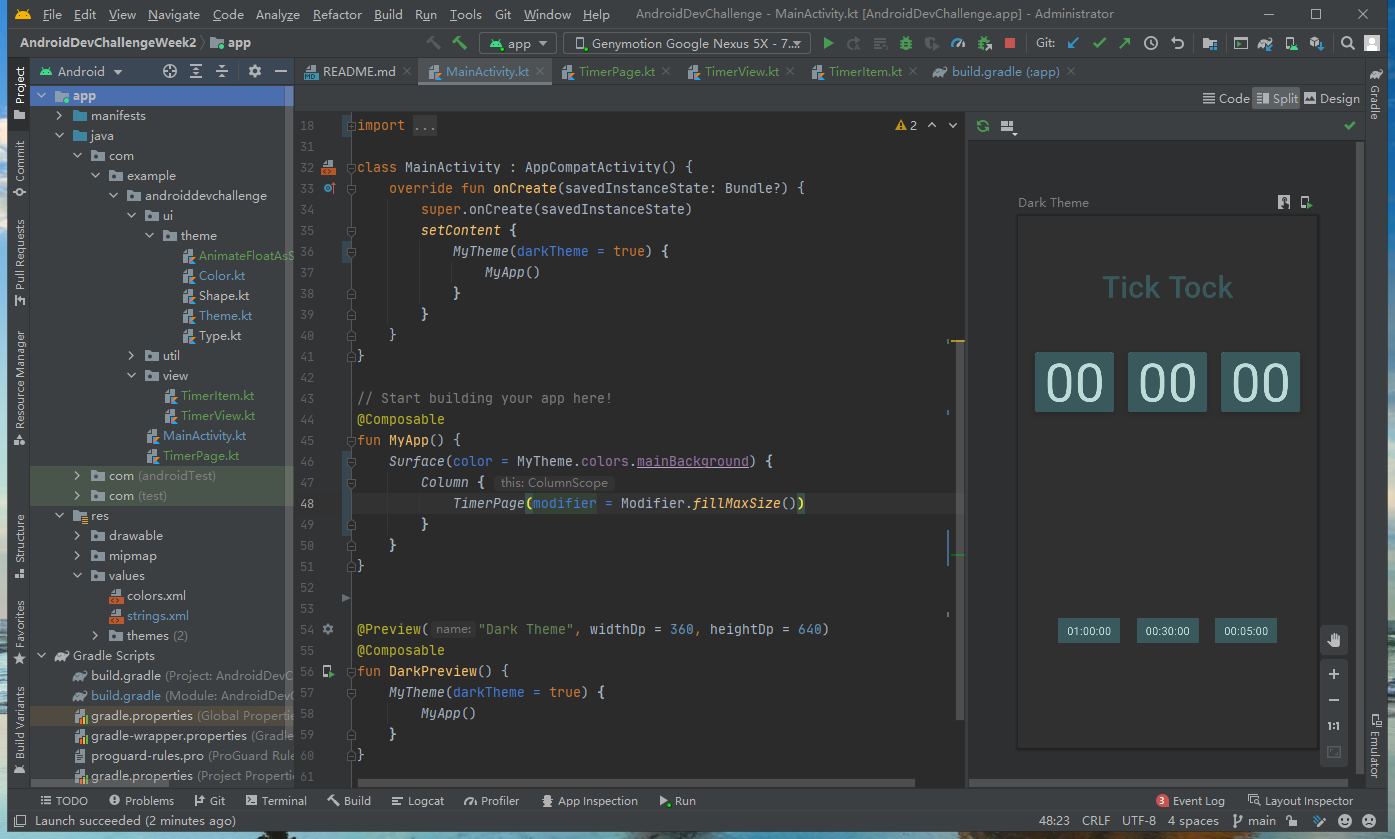 File Edit View Navigate Code Analyze Refactor Build Run Tools Git Window Help AndroidDevChallenge - MainActivity.kt [AndroidDevChallenge.app] - Administrator
AndroidDevChallengeWeek2 app app Genymotion Google Nexus 5X - 7... Git:
Android README.md MainActivity.kt TimerPage.kt TimerView.kt TimerItem.kt build.gradle (:app)
Code Split Design
Project
Commit
Pull Requests
Resource Manager
Structure
Favorites
Build Variants
app
manifests
java
com
example
androiddevchallenge
ui
theme
AnimateFloatAsS
Color.kt
Shape.kt
Theme.kt
Type.kt
util
view
TimerItem.kt
TimerView.kt
MainActivity.kt
TimerPage.kt
com (androidTest)
com (test)
res
drawable
mipmap
values
colors.xml
strings.xml
themes (2)
Gradle Scripts
build.gradle (Project: AndroidDevC
build.gradle (Module: AndroidDev
gradle.properties (Global Propertie
gradle-wrapper.properties (Gradle
proguard-rules.pro (ProGuard Rule
gradle.properties (Project Properti
18 import ...
2
31
32 class MainActivity : AppCompatActivity() {
33 override fun onCreate(savedInstanceState: Bundle?) {
34 super.onCreate(savedInstanceState)
35 setContent {
36 MyTheme(darkTheme = true) {
37 MyApp()
38 }
39 }
40 }
41 }
42
43 // Start building your app here!
44 @Composable
45 fun MyApp() {
46 Surface(color = MyTheme.colors.mainBackground) {
47 Column { this: ColumnScope
48 TimerPage(modifier = Modifier.fillMaxSize())
49 }
50 }
51 }
52
53
54 @Preview( name: "Dark Theme", widthDp = 360, heightDp = 640)
55 @Composable
56 fun DarkPreview() {
57 MyTheme(darkTheme = true) {
58 MyApp()
59 }
60 }
61
Dark Theme
Tick Tock
00 00 00
01:00:00 00:30:00 00:05:00
1:1
Gradle
Emulator
TODO Problems Git Terminal Build Logcat Profiler App Inspection Run 3 Event Log Layout Inspector
Launch succeeded (2 minutes ago) 48:23 CRLF UTF-8 4 spaces main